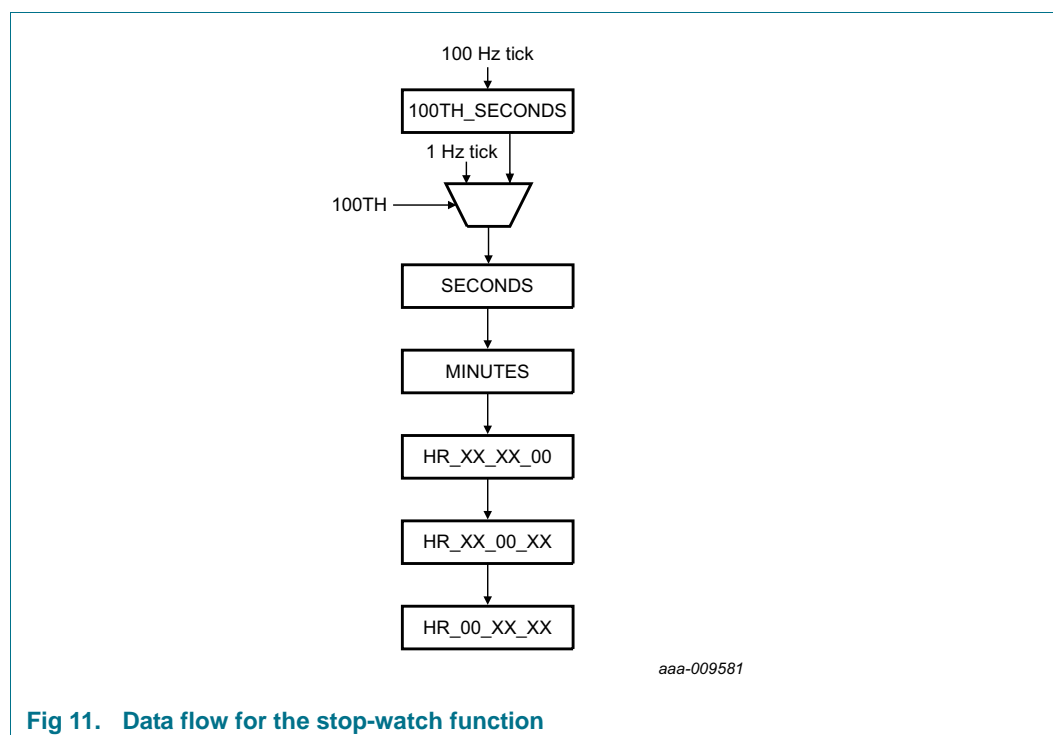 100 Hz tick
100TH_SECONDS
1 Hz tick
100TH
SECONDS
MINUTES
HR_XX_XX_00
HR_XX_00_XX
HR_00_XX_XX
aaa-009581
Fig 11. Data flow for the stop-watch function